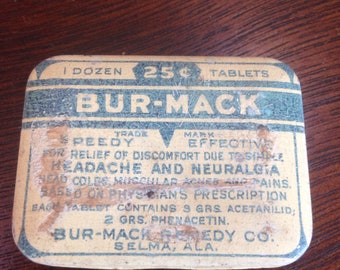 1 DOZEN 25¢ TABLETS
BUR-MACK
TRADE MARK
SPEEDY EFFECTIVE
FOR RELIEF OF DISCOMFORT DUE TO SIMPLE
HEADACHE AND NEURALGIA
HEAD COLDS MUSCULAR ACHES AND PAINS.
BASED ON PHYSICIAN'S PRESCRIPTION
EACH TABLET CONTAINS 3 GRS. ACETANILID;
2 GRS. PHENACETIN.
BUR-MACK REMEDY CO.
SELMA, ALA.